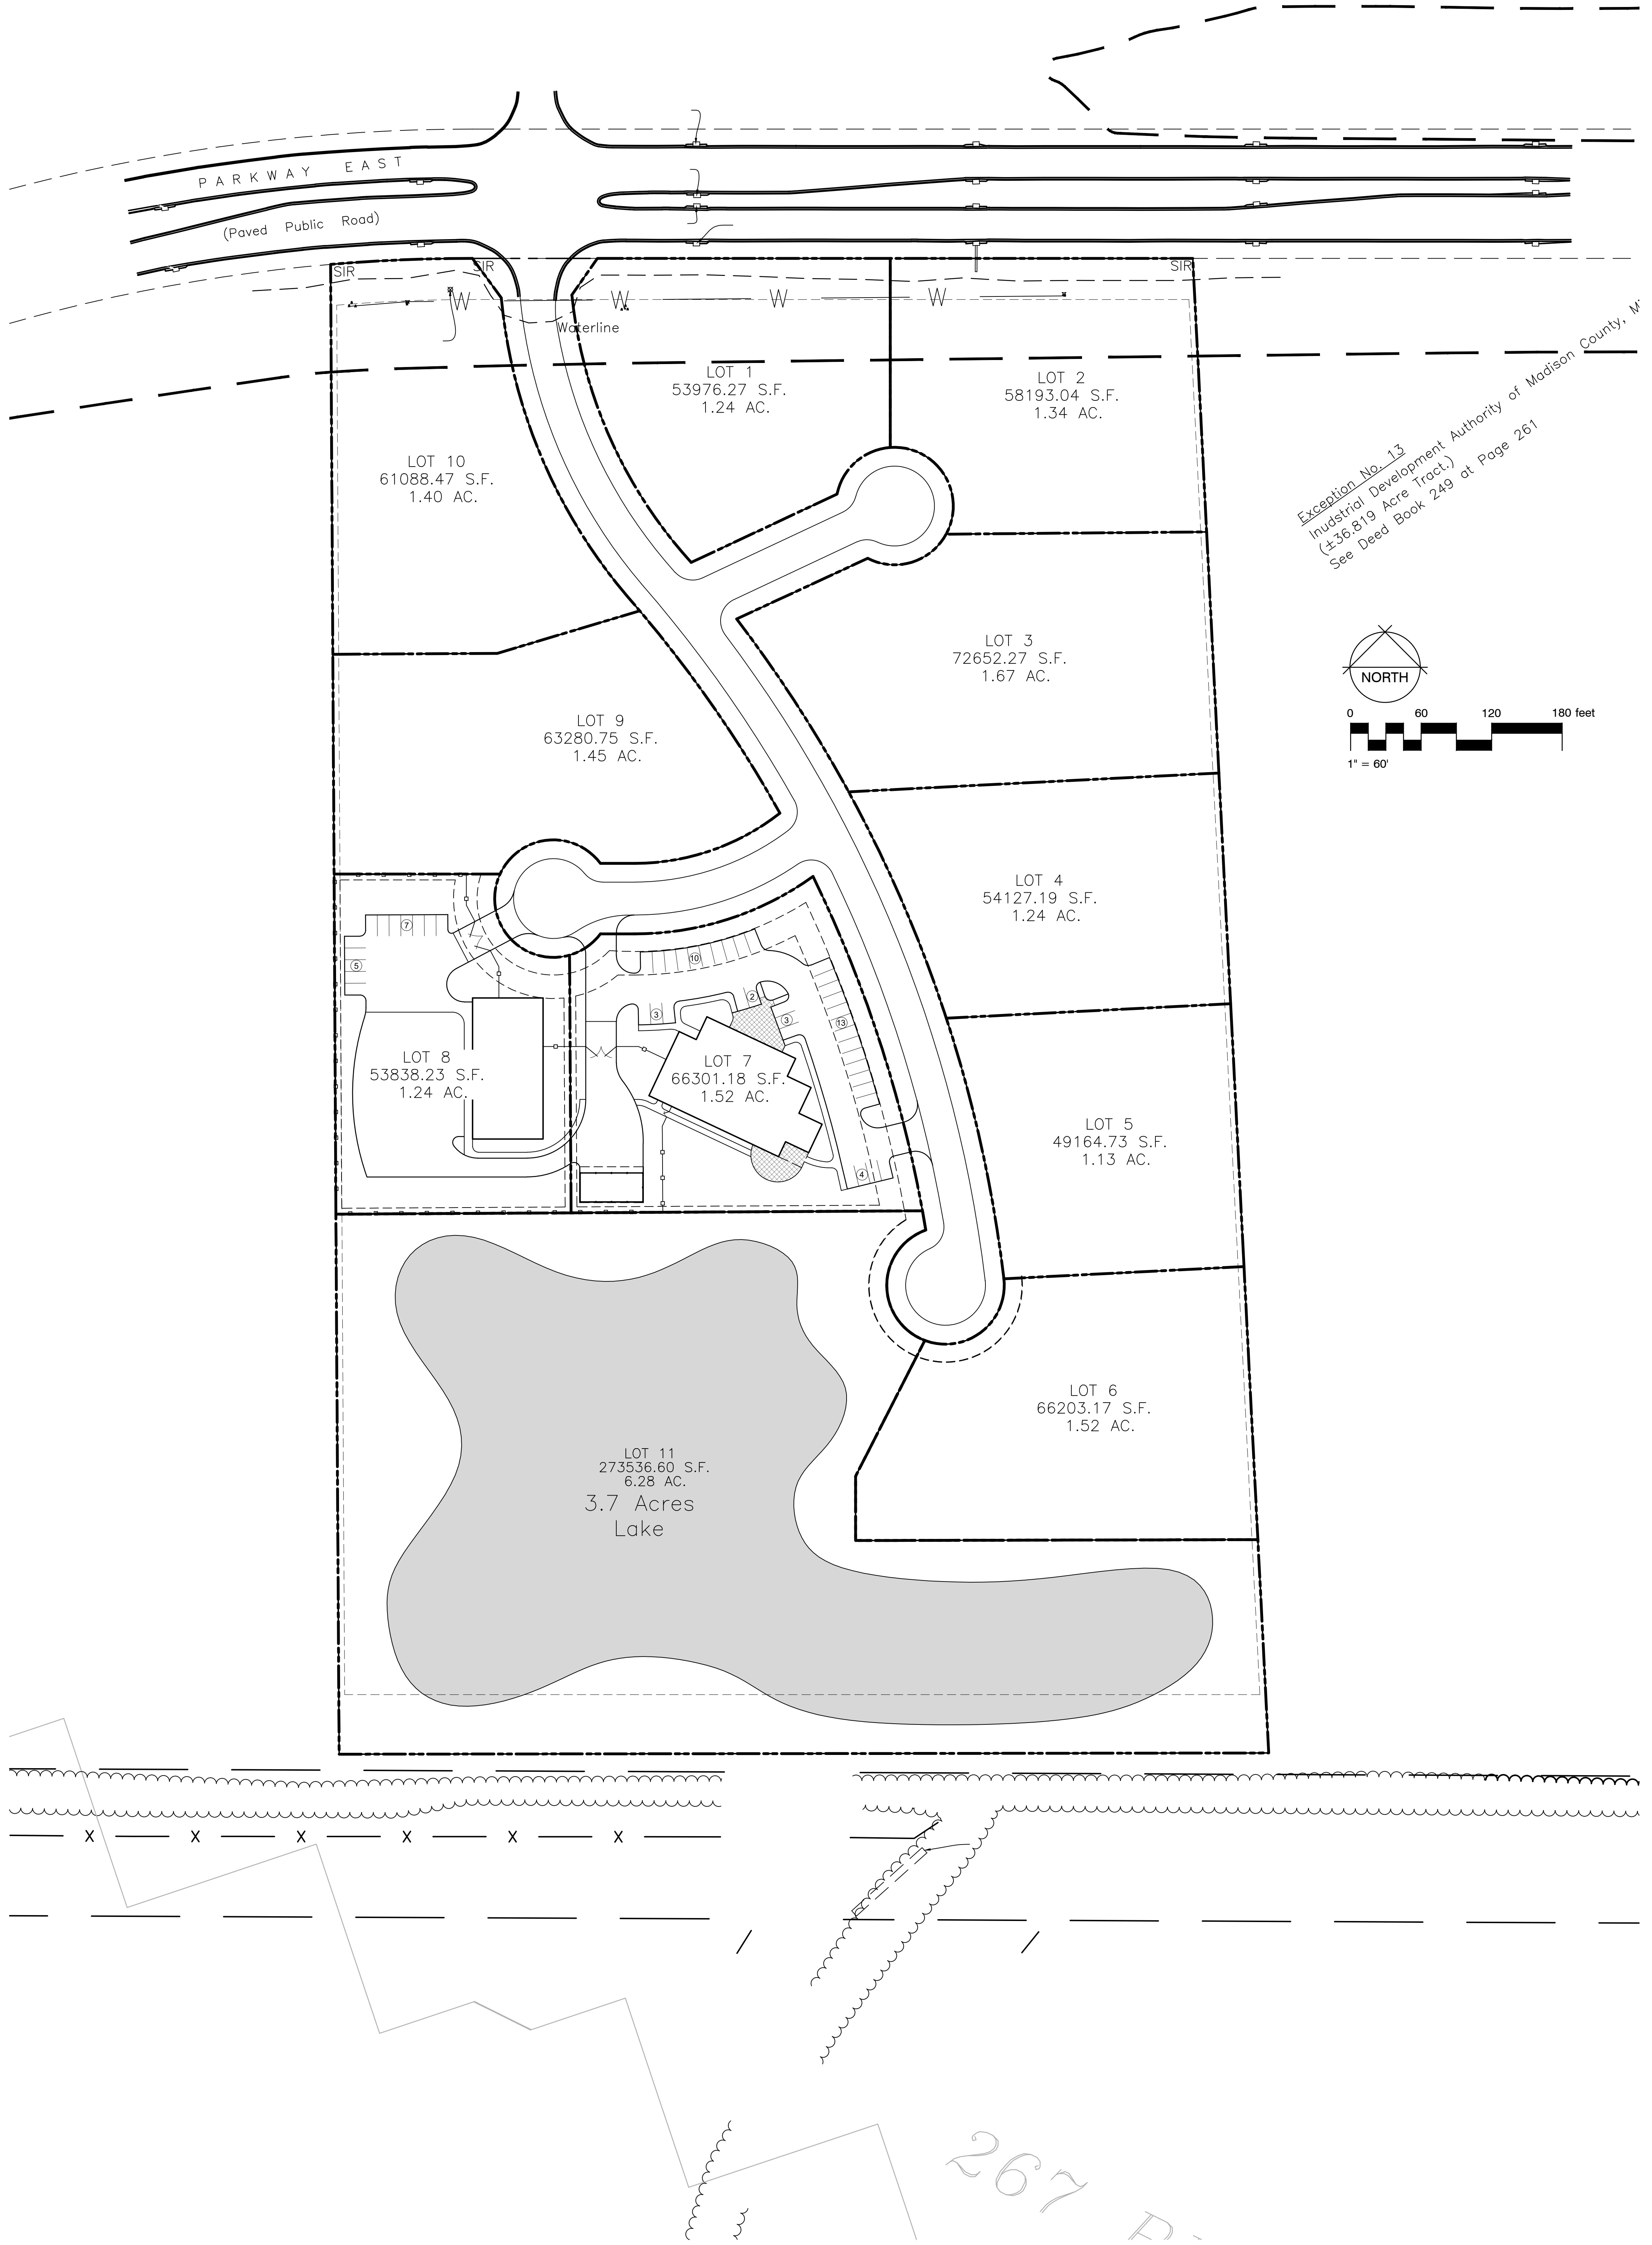 PARKWAY EAST
(Paved Public Road)
SIR
SIR
SIR
W
W
W
W
Waterline
LOT 1
53976.27 S.F.
1.24 AC.
LOT 2
58193.04 S.F.
1.34 AC.
LOT 10
61088.47 S.F.
1.40 AC.
Exception No. 13
Inudstrial Development Authority of Madison County,
(±36.819 Acre Tract.)
See Deed Book 249 at Page 261
LOT 3
72652.27 S.F.
1.67 AC.
NORTH
0 60 120 180 feet
1" = 60'
LOT 9
63280.75 S.F.
1.45 AC.
LOT 4
54127.19 S.F.
1.24 AC.
7
5
10
2
3
3
13
LOT 8
53838.23 S.F.
1.24 AC.
LOT 7
66301.18 S.F.
1.52 AC.
LOT 5
49164.73 S.F.
1.13 AC.
4
LOT 6
66203.17 S.F.
1.52 AC.
LOT 11
273536.60 S.F.
6.28 AC.
3.7 Acres
Lake
X X X X X X
267